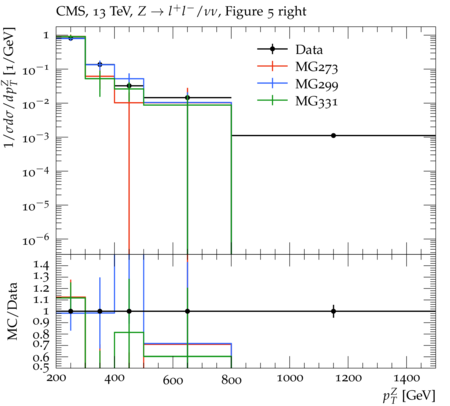 CMS, 13 TeV, Z → l⁺l⁻/νν, Figure 5 right
1/σdσ/dp_T^Z [1/GeV]
1
10⁻¹
10⁻²
10⁻³
10⁻⁴
10⁻⁵
10⁻⁶
Data
MG273
MG299
MG331
MC/Data
1.4
1.3
1.2
1.1
1
0.9
0.8
0.7
0.6
0.5
200 400 600 800 1000 1200 1400
p_T^Z [GeV]